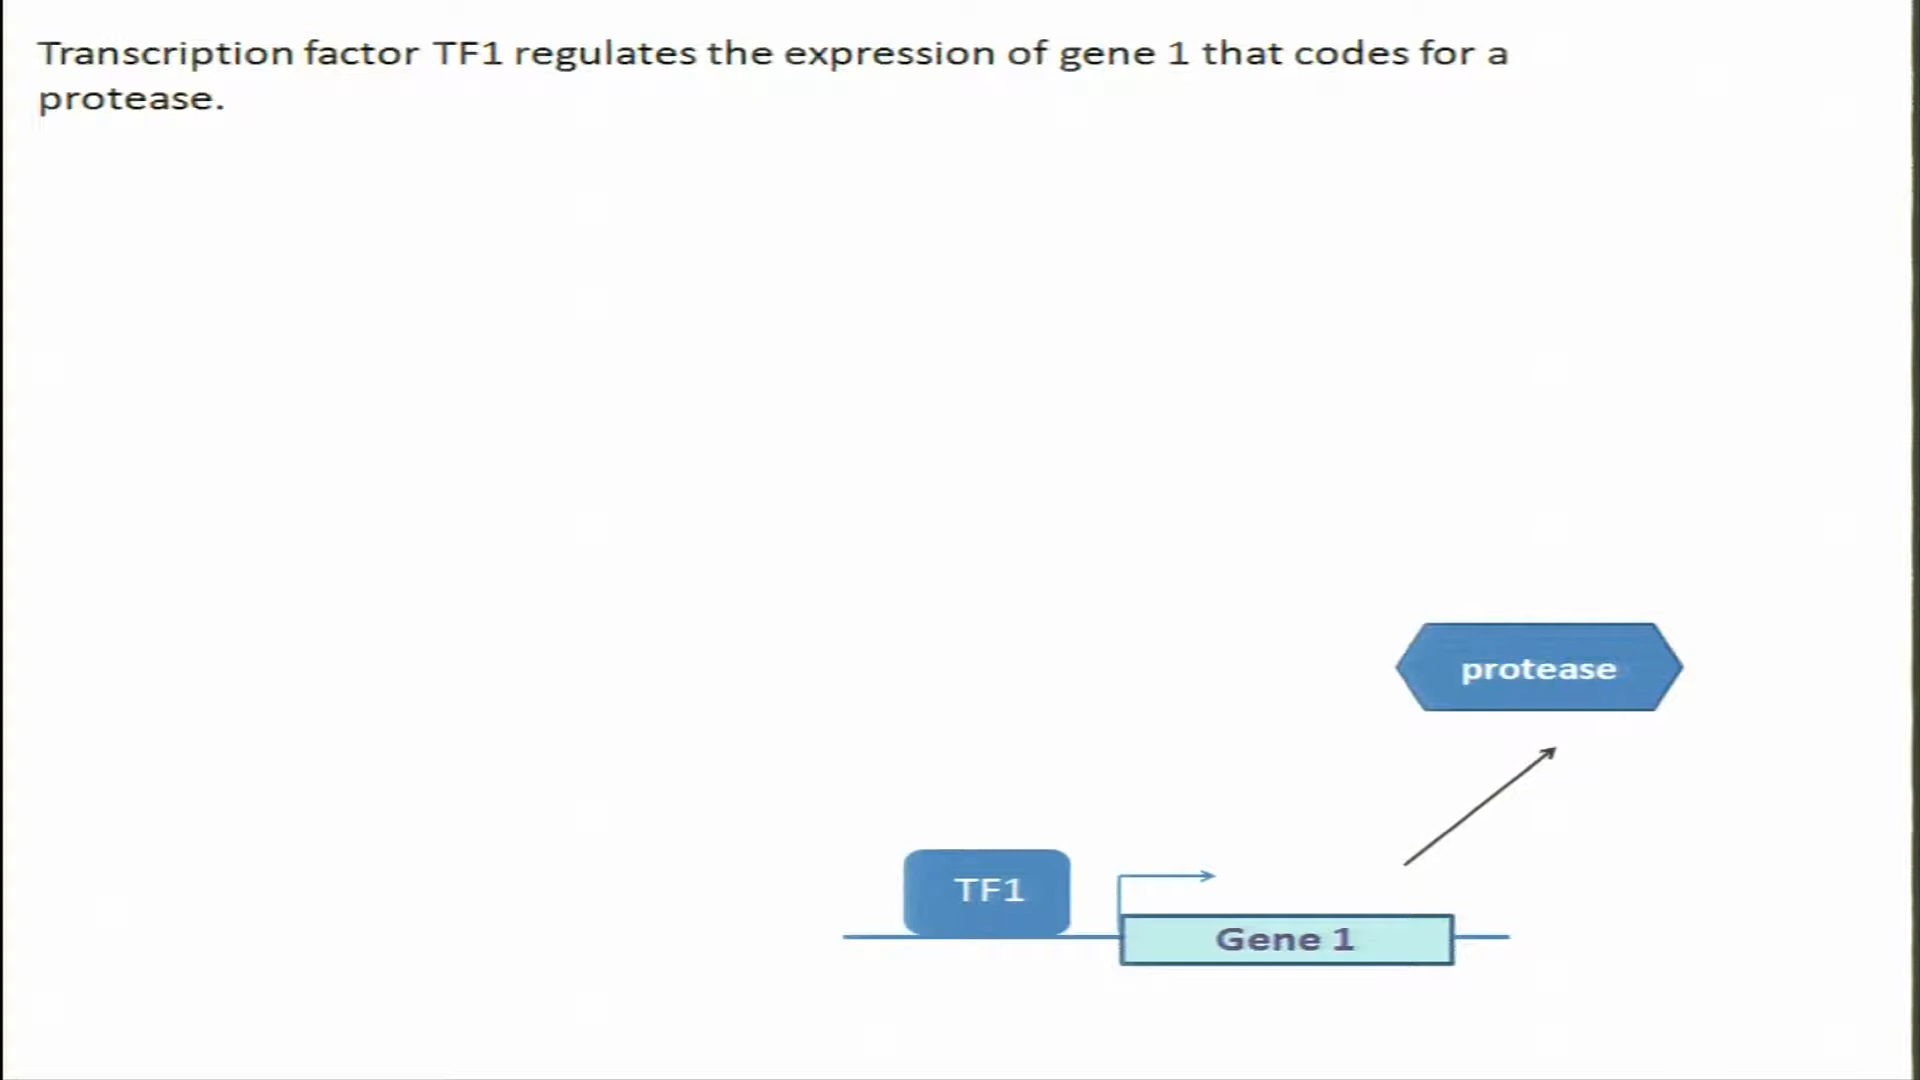 Transcription factor TF1 regulates the expression of gene 1 that codes for a
protease.
protease
TF1
Gene 1